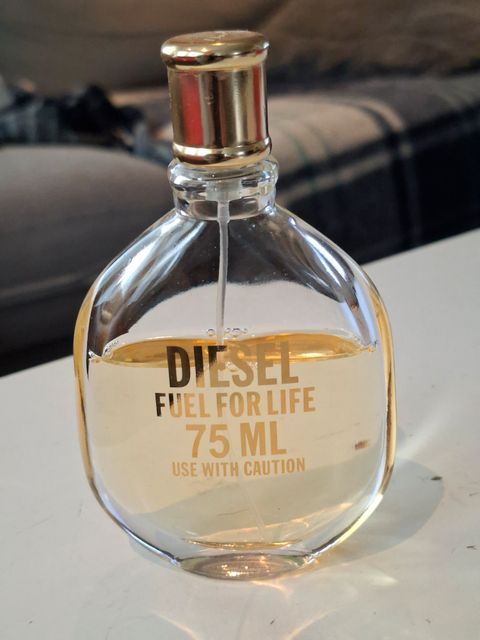 DIESEL
FUEL FOR LIFE
75 ML
USE WITH CAUTION